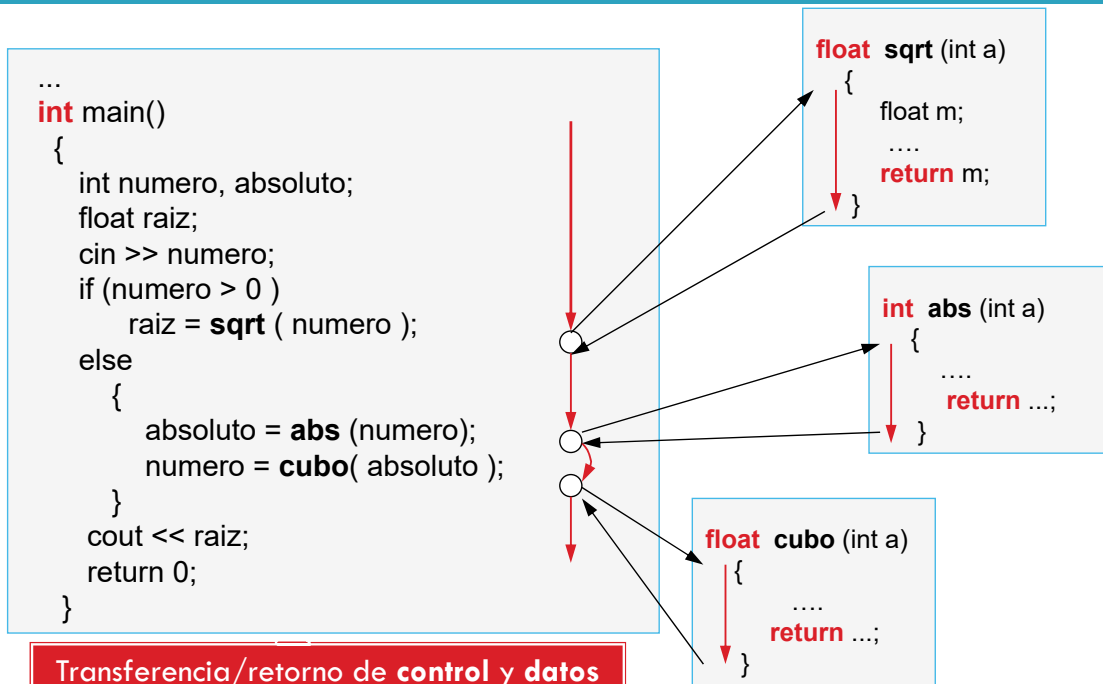 ...
int main()
{
int numero, absoluto;
float raiz;
cin >> numero;
if (numero > 0 )
raiz = sqrt ( numero );
else
{
absoluto = abs (numero);
numero = cubo( absoluto );
}
cout << raiz;
return 0;
}
Transferencia/retorno de control y datos
float sqrt (int a)
{
float m;
....
return m;
}
int abs (int a)
{
....
return ...;
}
float cubo (int a)
{
....
return ...;
}